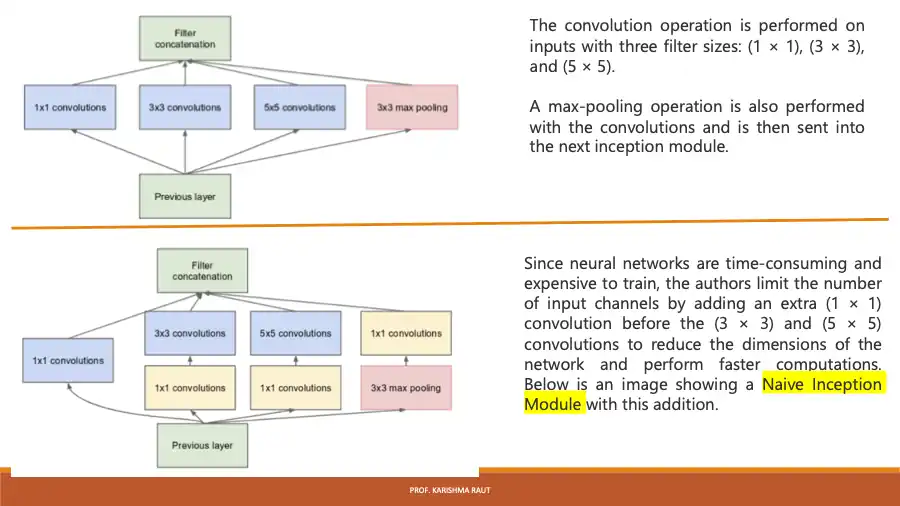 Filter
concatenation
1x1 convolutions
3x3 convolutions
5x5 convolutions
3x3 max pooling
Previous layer
The convolution operation is performed on
inputs with three filter sizes: (1 × 1), (3 × 3),
and (5 × 5).
A max-pooling operation is also performed
with the convolutions and is then sent into
the next inception module.
Filter
concatenation
3x3 convolutions
5x5 convolutions
1x1 convolutions
1x1 convolutions
1x1 convolutions
1x1 convolutions
3x3 max pooling
Previous layer
Since neural networks are time-consuming and
expensive to train, the authors limit the number
of input channels by adding an extra (1 × 1)
convolution before the (3 × 3) and (5 × 5)
convolutions to reduce the dimensions of the
network and perform faster computations.
Below is an image showing a Naive Inception
Module with this addition.
PROF. KARISHMA RAUT